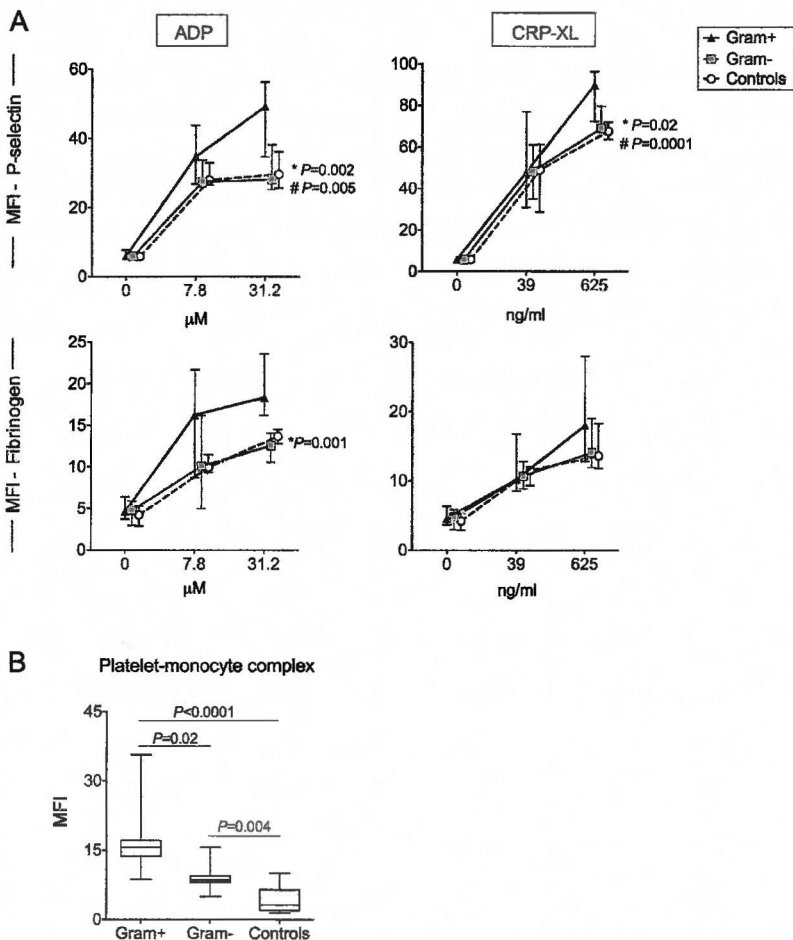 A
ADP
CRP-XL
Gram+
Gram-
Controls
MFI - P-selectin
60
40
20
0
0
7.8
31.2
µM
* P=0.002
# P=0.005
100
80
60
40
20
0
0
39
625
ng/ml
* P=0.02
# P=0.0001
MFI - Fibrinogen
25
20
15
10
5
0
0
7.8
31.2
µM
*P=0.001
30
20
10
0
0
39
625
ng/ml
B
Platelet-monocyte complex
MFI
45
30
15
0
P<0.0001
P=0.02
P=0.004
Gram+
Gram-
Controls